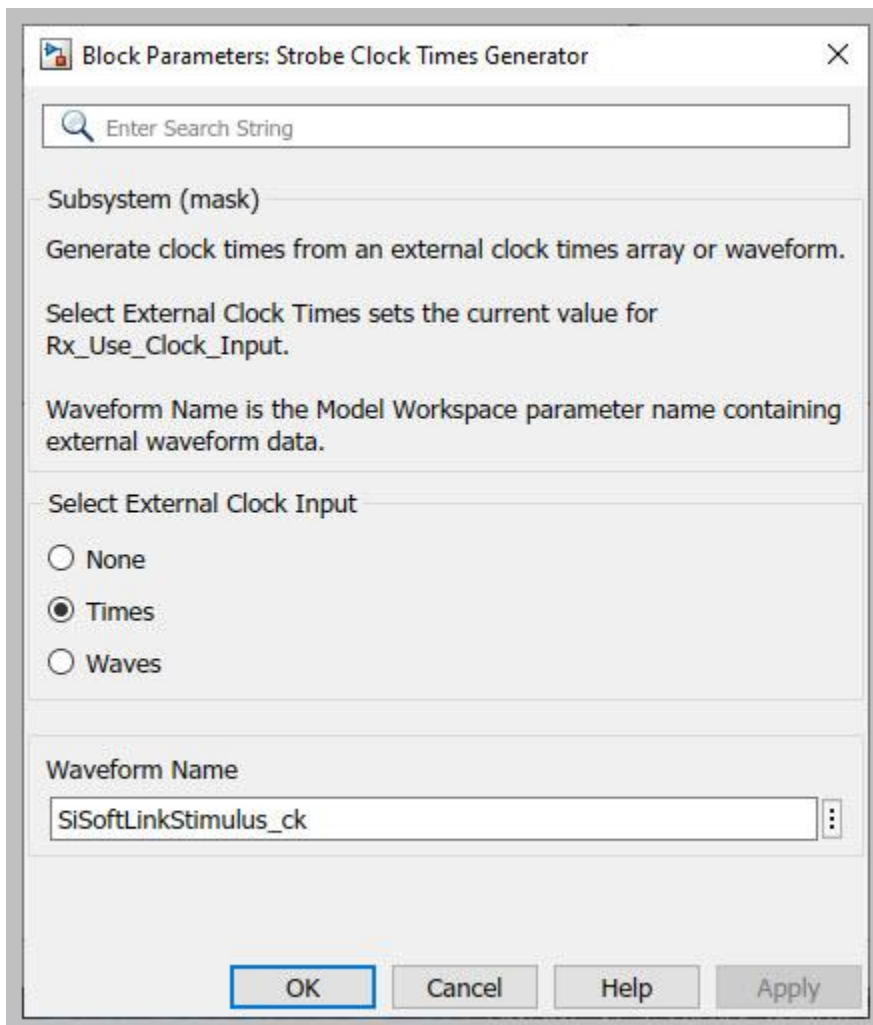 Block Parameters: Strobe Clock Times Generator
Enter Search String
Subsystem (mask)
Generate clock times from an external clock times array or waveform.
Select External Clock Times sets the current value for
Rx_Use_Clock_Input.
Waveform Name is the Model Workspace parameter name containing
external waveform data.
Select External Clock Input
None
Times
Waves
Waveform Name
SiSoftLinkStimulus_ck
OK Cancel Help Apply